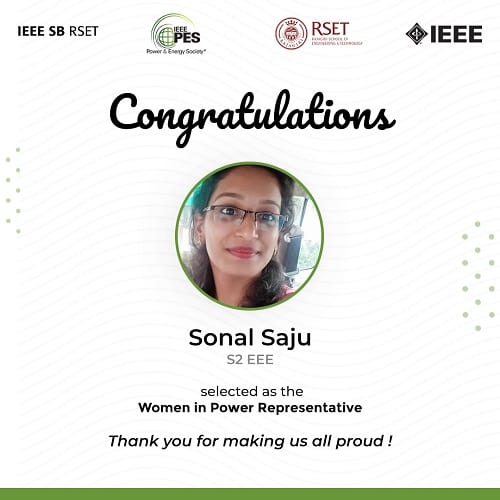 IEEE SB RSET
IEEE
PES
Power & Energy Society®
RSET
RAJAGIRI SCHOOL OF
ENGINEERING & TECHNOLOGY
IEEE
Congratulations
Sonal Saju
S2 EEE
selected as the
Women in Power Representative
Thank you for making us all proud !